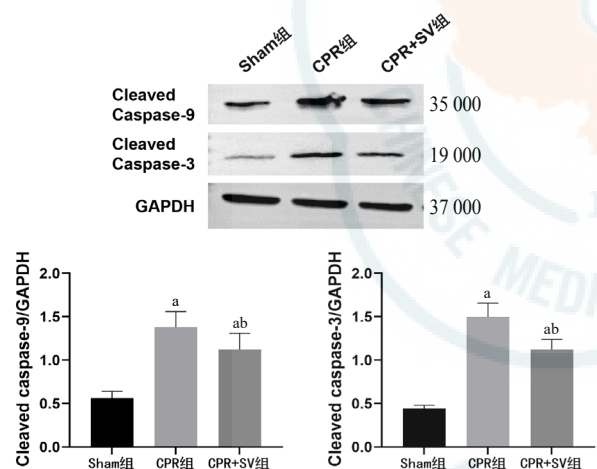 Sham组 CPR组 CPR+SV组
Cleaved
Caspase-9
35 000
Cleaved
Caspase-3
19 000
GAPDH
37 000
Cleaved caspase-9/GAPDH
2.0
1.5
1.0
0.5
0.0
a
ab
Sham组 CPR组 CPR+SV组
Cleaved caspase-3/GAPDH
2.0
1.5
1.0
0.5
0.0
a
ab
Sham组 CPR组 CPR+SV组